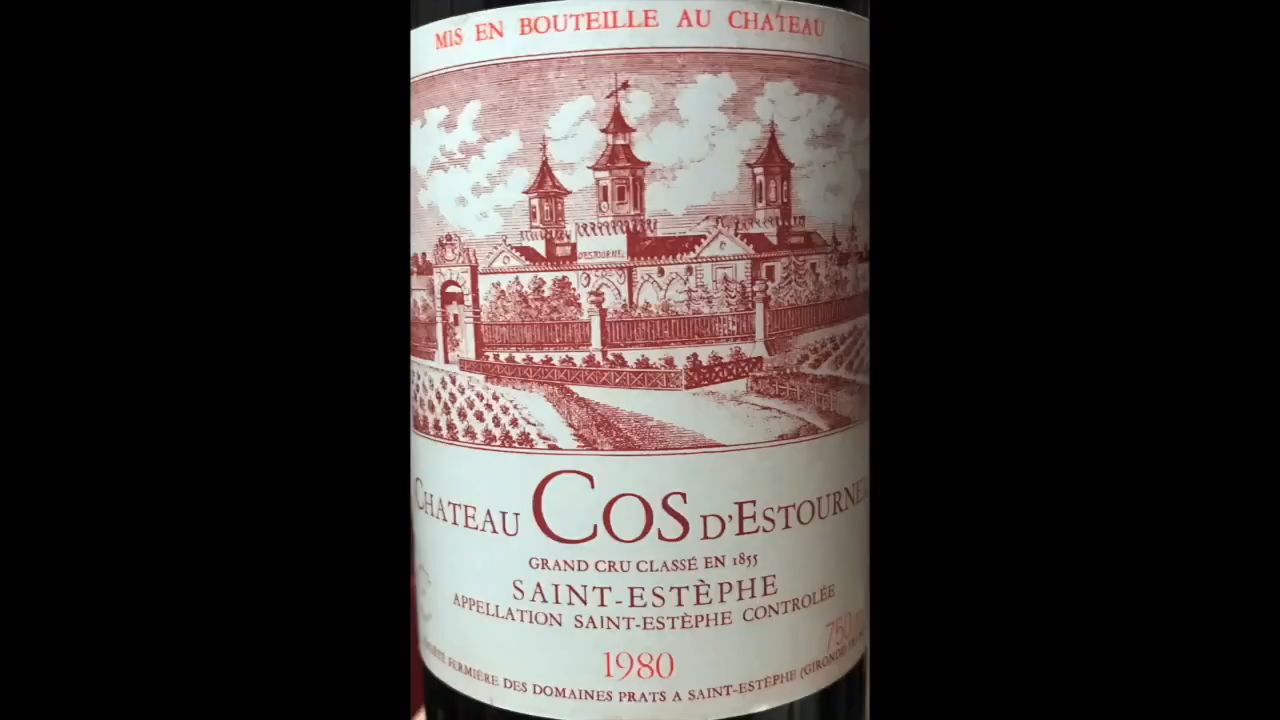 MIS EN BOUTEILLE AU CHATEAU
D'ESTOURNEL
CHATEAU COS D'ESTOURNEL
GRAND CRU CLASSÉ EN 1855
SAINT-ESTÈPHE
APPELLATION SAINT-ESTÈPHE CONTROLÉE
750
1980
FERMIÈRE DES DOMAINES PRATS A SAINT-ESTÈPHE (GIRONDE